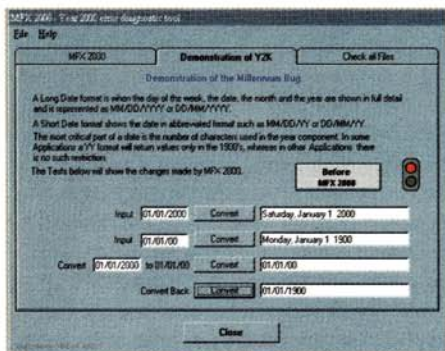 MFX 2000 - Year 2000 error diagnostic tool
File Help
MFX 2000 Demonstration of Y2K Check all Files
Demonstration of the Millennium Bug
A Long Date format is when the day of the week, the date, the month and the year are shown in full detail
and is represented as MM/DD/YYYY or DD/MM/YYYY.
A Short Date format shows the date in abbreviated format such as MM/DD/YY or DD/MM/YY.
The most critical part of a date is the number of characters used in the year component. In some
Applications a YY format will return values only in the 1900's, whereas in other Applications there
is no such restriction.
The Tests below will show the changes made by MFX 2000.
Before
MFX 2000
Input 01/01/2000 Convert Saturday, January 1 2000
Input 01/01/00 Convert Monday, January 1 1900
Convert 01/01/2000 to 01/01/00 Convert 01/01/00
Convert Back Convert 01/01/1900
Close